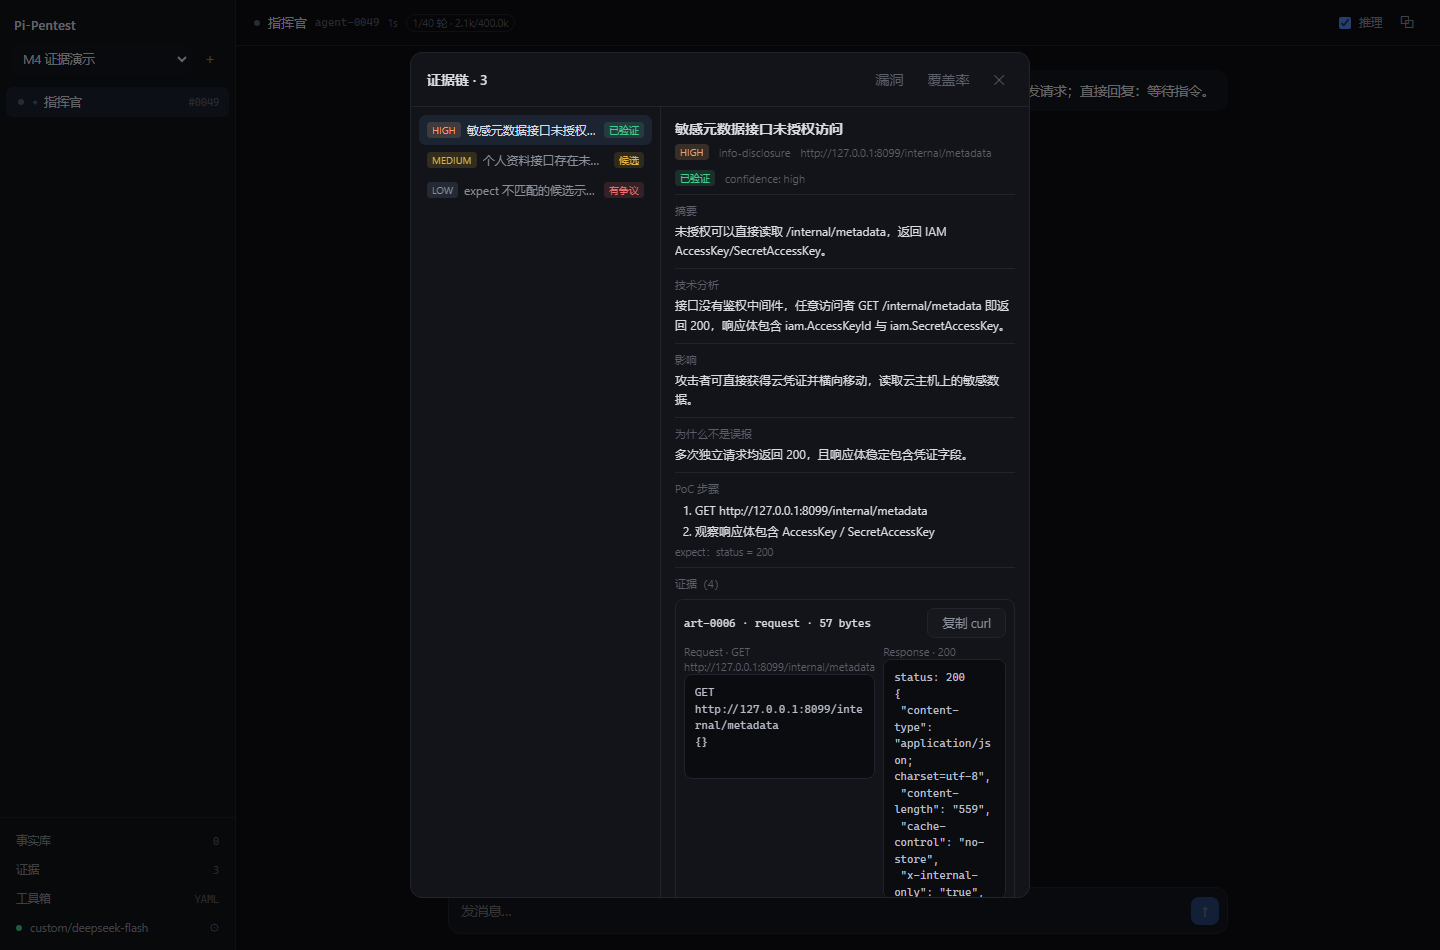 Pi-Pentest
M4 证据演示
+
指挥官 #0049
事实库 0
证据 3
工具箱 YAML
custom/deepseek-flash
指挥官 agent-0049 1s 1/40 轮 · 2.1k/400.0k
推理
发请求；直接回复：等待指令。
证据链 · 3
漏洞 覆盖率
HIGH 敏感元数据接口未授权... 已验证
MEDIUM 个人资料接口存在未... 候选
LOW expect 不匹配的候选示... 有争议
敏感元数据接口未授权访问
HIGH info-disclosure http://127.0.0.1:8099/internal/metadata
已验证 confidence: high
摘要
未授权可以直接读取 /internal/metadata，返回 IAM
AccessKey/SecretAccessKey。
技术分析
接口没有鉴权中间件，任意访问者 GET /internal/metadata 即返
回 200，响应体包含 iam.AccessKeyId 与 iam.SecretAccessKey。
影响
攻击者可直接获得云凭证并横向移动，读取云主机上的敏感数
据。
为什么不是误报
多次独立请求均返回 200，且响应体稳定包含凭证字段。
PoC 步骤
1. GET http://127.0.0.1:8099/internal/metadata
2. 观察响应体包含 AccessKey / SecretAccessKey
expect：status = 200
证据（4）
art-0006 · request · 57 bytes
复制 curl
Request · GET
http://127.0.0.1:8099/internal/metadata
GET
http://127.0.0.1:8099/inte
rnal/metadata
{}
Response · 200
status: 200
{
"content-
type":
"application/js
on;
charset=utf-8",
"content-
length": "559",
"cache-
control": "no-
store",
"x-internal-
only": "true",
发消息...